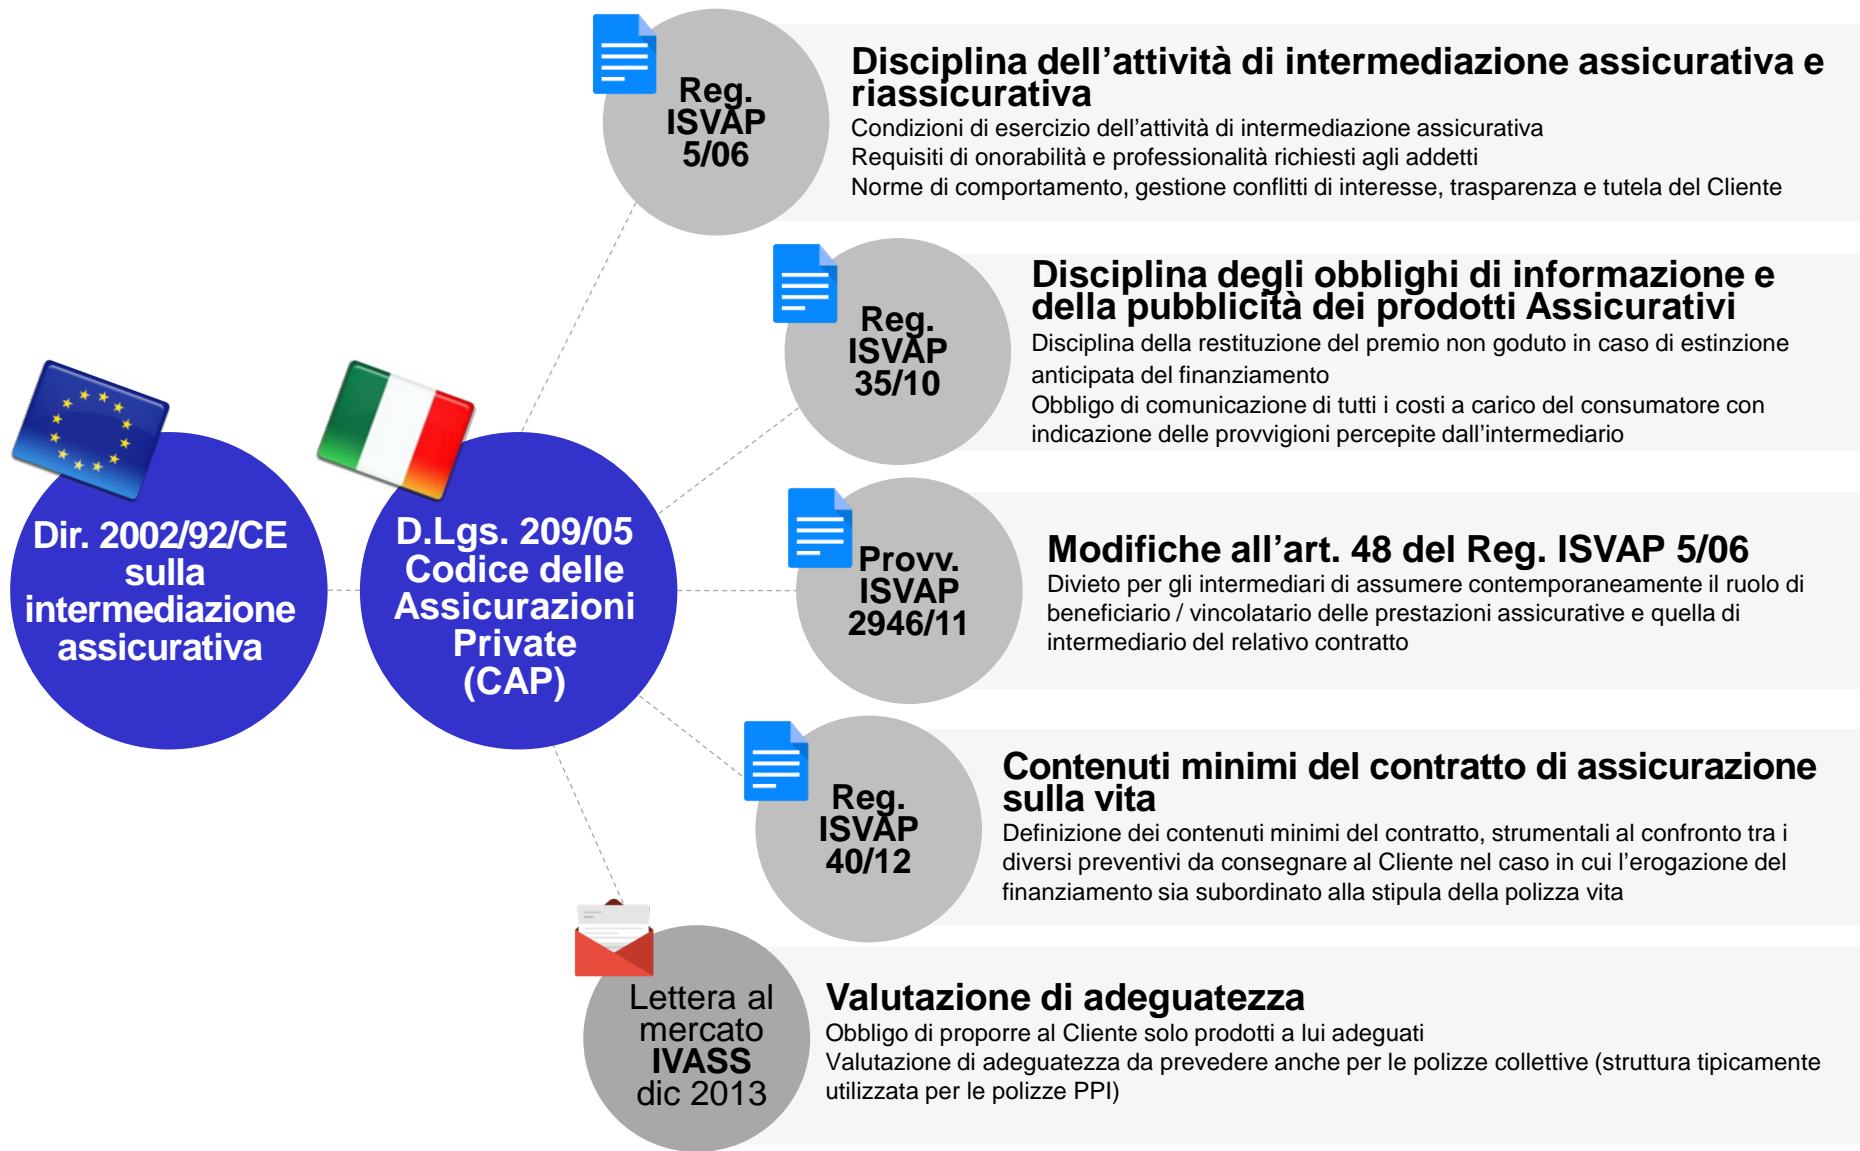 Dir. 2002/92/CE
sulla
intermediazione
assicurativa
D.Lgs. 209/05
Codice delle
Assicurazioni
Private
(CAP)
Reg.
ISVAP
5/06
Disciplina dell’attività di intermediazione assicurativa e
riassicurativa
Condizioni di esercizio dell’attività di intermediazione assicurativa
Requisiti di onorabilità e professionalità richiesti agli addetti
Norme di comportamento, gestione conflitti di interesse, trasparenza e tutela del Cliente
Reg.
ISVAP
35/10
Disciplina degli obblighi di informazione e
della pubblicità dei prodotti Assicurativi
Disciplina della restituzione del premio non goduto in caso di estinzione
anticipata del finanziamento
Obbligo di comunicazione di tutti i costi a carico del consumatore con
indicazione delle provvigioni percepite dall’intermediario
Provv.
ISVAP
2946/11
Modifiche all’art. 48 del Reg. ISVAP 5/06
Divieto per gli intermediari di assumere contemporaneamente il ruolo di
beneficiario / vincolatario delle prestazioni assicurative e quella di
intermediario del relativo contratto
Reg.
ISVAP
40/12
Contenuti minimi del contratto di assicurazione
sulla vita
Definizione dei contenuti minimi del contratto, strumentali al confronto tra i
diversi preventivi da consegnare al Cliente nel caso in cui l’erogazione del
finanziamento sia subordinato alla stipula della polizza vita
Lettera al
mercato
IVASS
dic 2013
Valutazione di adeguatezza
Obbligo di proporre al Cliente solo prodotti a lui adeguati
Valutazione di adeguatezza da prevedere anche per le polizze collettive (struttura tipicamente
utilizzata per le polizze PPI)